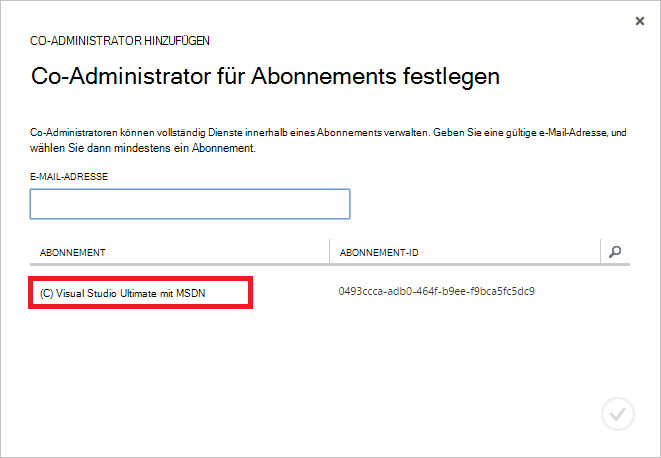 CO-ADMINISTRATOR HINZUFÜGEN
Co-Administrator für Abonnements festlegen
Co-Administratoren können vollständig Dienste innerhalb eines Abonnements verwalten. Geben Sie eine gültige e-Mail-Adresse, und
wählen Sie dann mindestens ein Abonnement.
E-MAIL-ADRESSE
ABONNEMENT ABONNEMENT-ID
(C) Visual Studio Ultimate mit MSDN 0493ccca-adb0-464f-b9ee-f9bca5fc5dc9